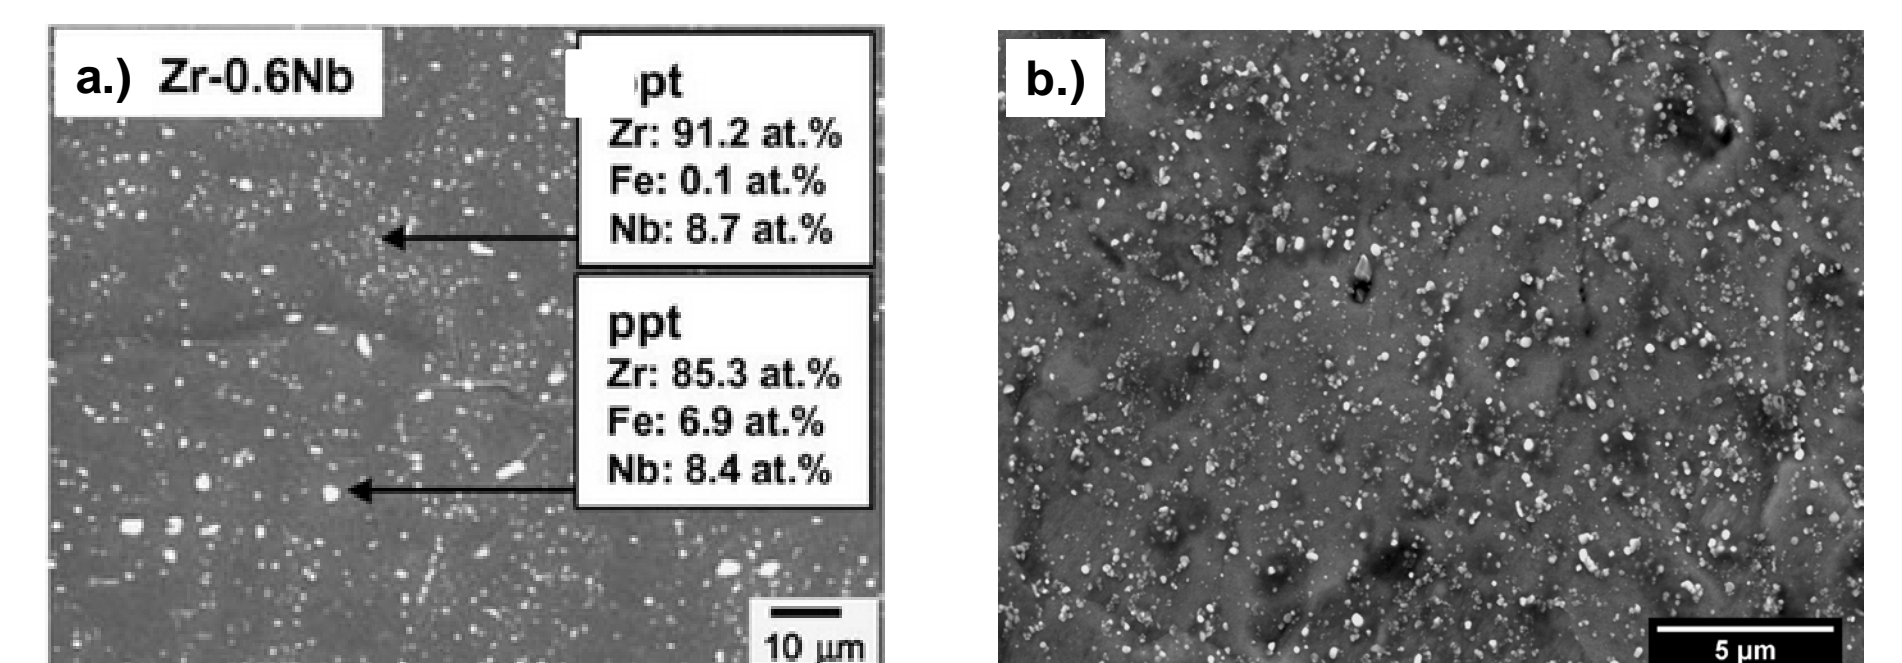 a.) Zr-0.6Nb
ppt
Zr: 91.2 at.%
Fe: 0.1 at.%
Nb: 8.7 at.%
ppt
Zr: 85.3 at.%
Fe: 6.9 at.%
Nb: 8.4 at.%
10 µm
b.)
5 µm